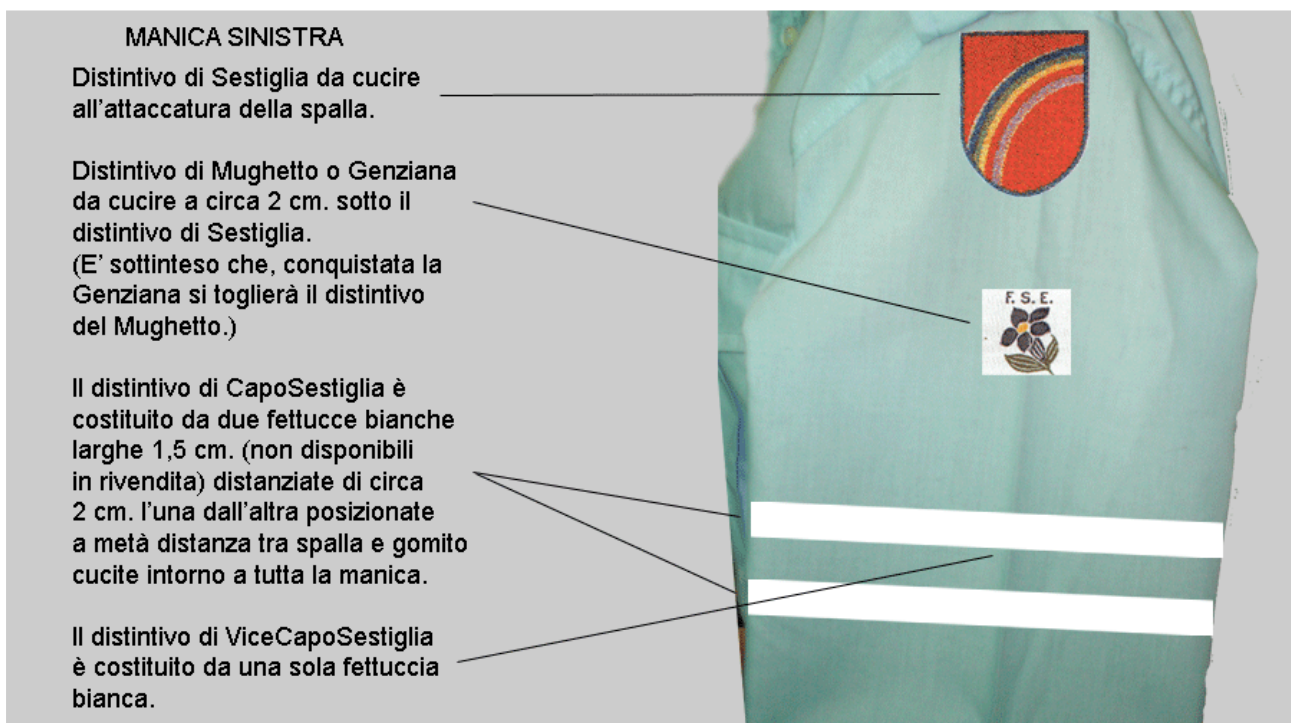 MANICA SINISTRA
Distintivo di Sestiglia da cucire
all'attaccatura della spalla.
Distintivo di Mughetto o Genziana
da cucire a circa 2 cm. sotto il
distintivo di Sestiglia.
(E' sottinteso che, conquistata la
Genziana si toglierà il distintivo
del Mughetto.)
Il distintivo di CapoSestiglia è
costituito da due fettucce bianche
larghe 1,5 cm. (non disponibili
in rivendita) distanziate di circa
2 cm. l'una dall'altra posizionate
a metà distanza tra spalla e gomito
cucite intorno a tutta la manica.
Il distintivo di ViceCapoSestiglia
è costituito da una sola fettuccia
bianca.
F. S. E.